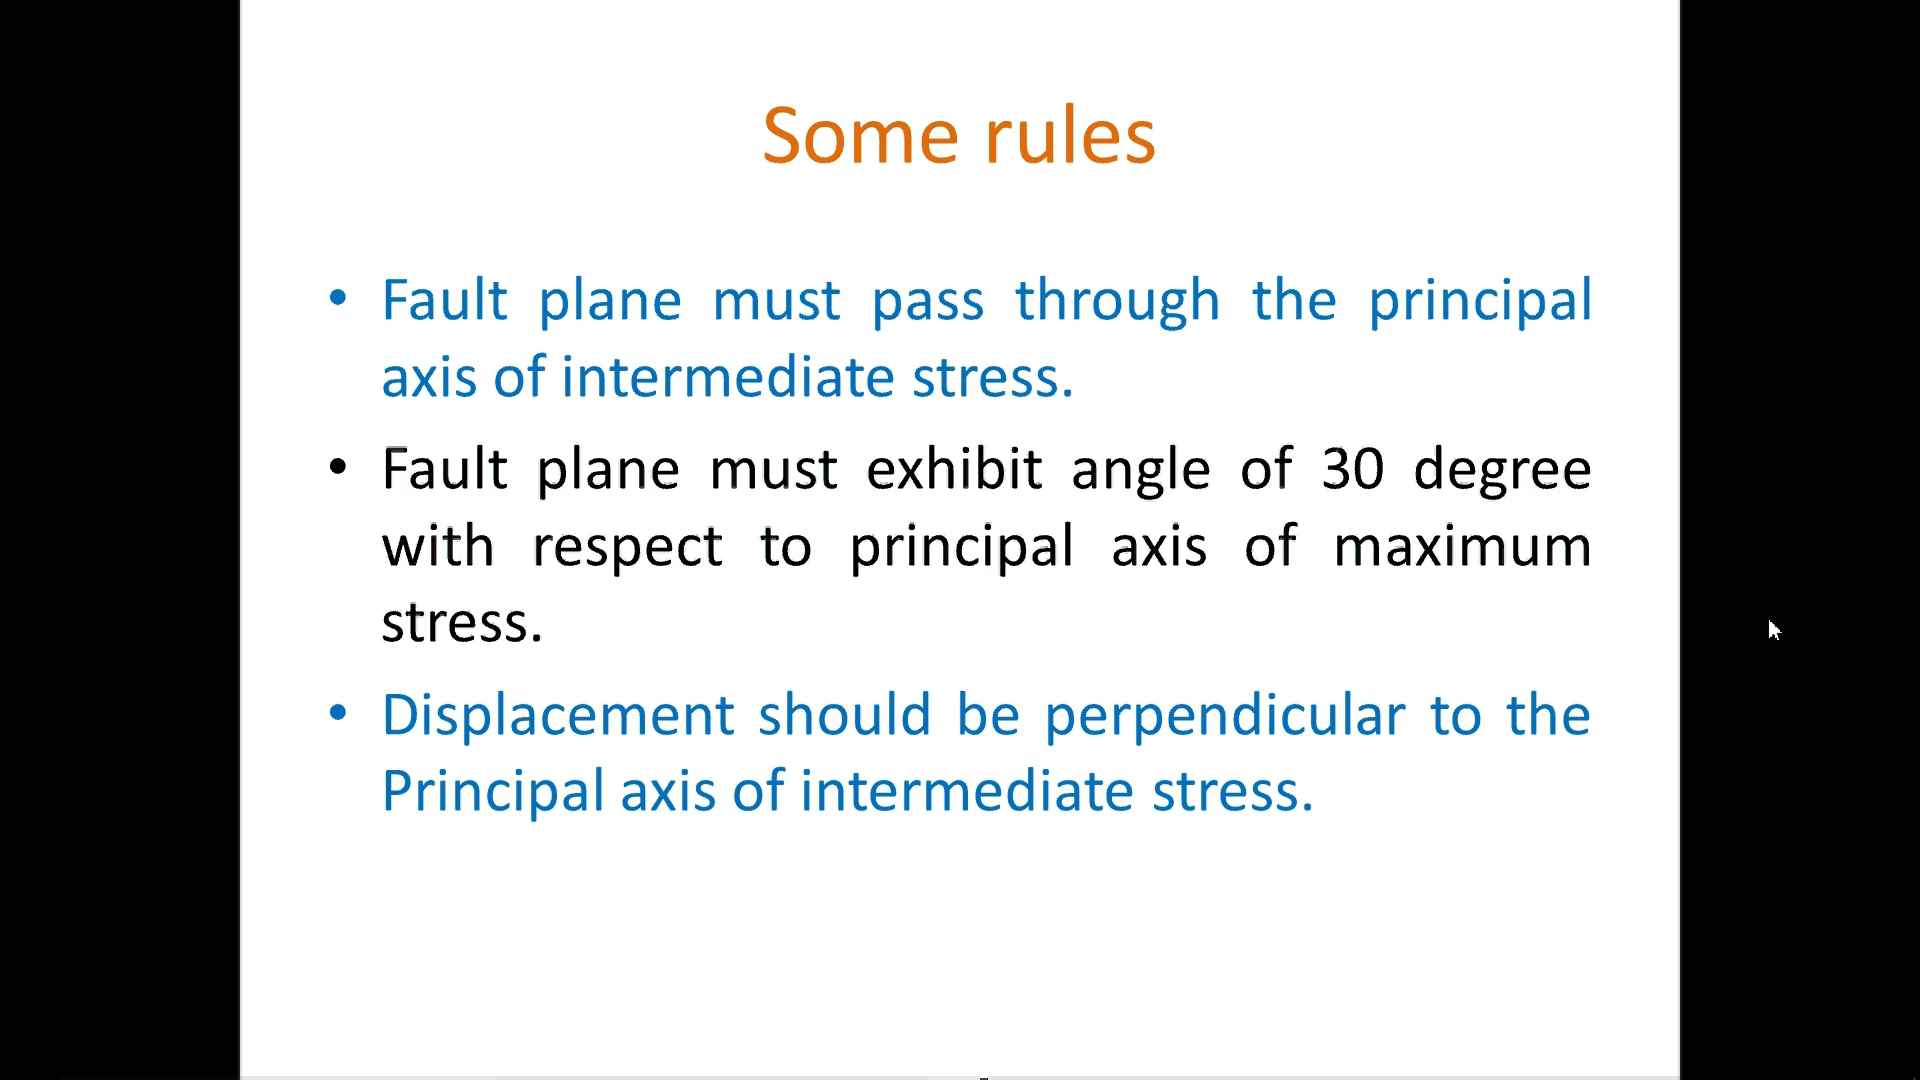 Some rules
• Fault plane must pass through the principal
axis of intermediate stress.
• Fault plane must exhibit angle of 30 degree
with respect to principal axis of maximum
stress.
• Displacement should be perpendicular to the
Principal axis of intermediate stress.